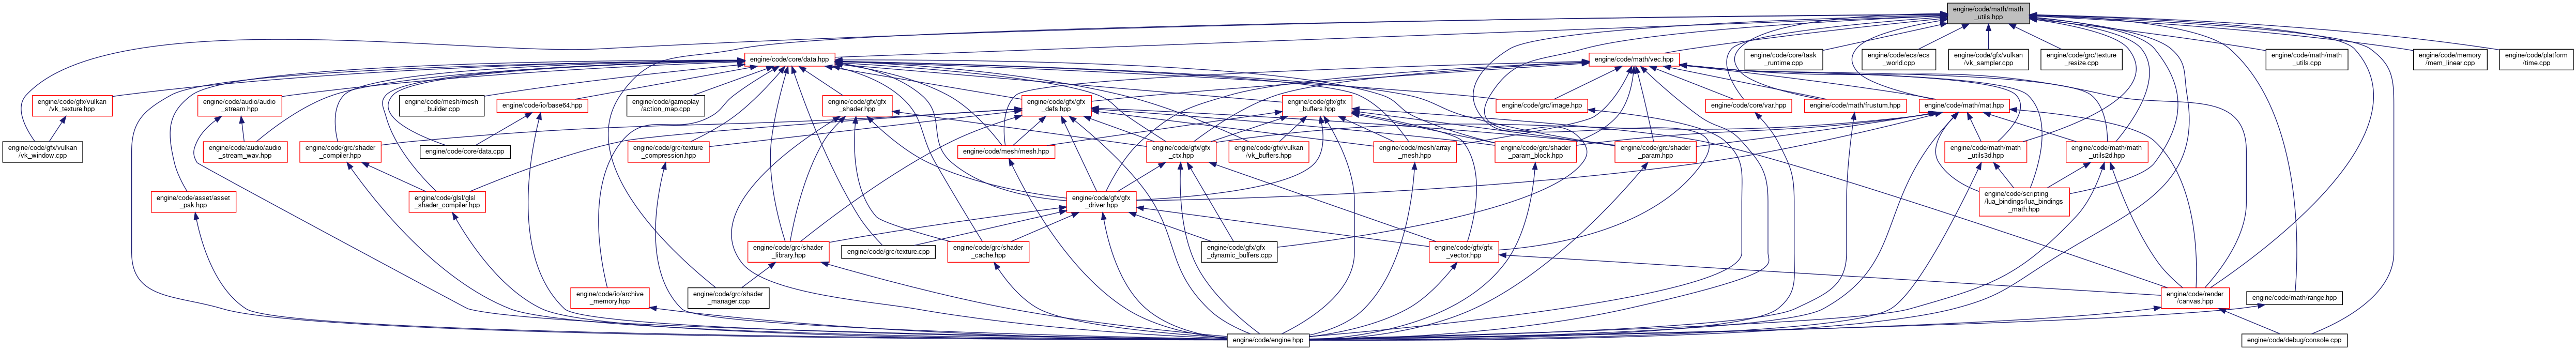 engine/code/math/math
_utils.hpp
engine/code/core/data.hpp
engine/code/math/vec.hpp
engine/code/core/task
_runtime.cpp
engine/code/ecs/ecs
_world.cpp
engine/code/gfx/vulkan
/vk_sampler.cpp
engine/code/grc/texture
_resize.cpp
engine/code/math/math
_utils.cpp
engine/code/memory
/mem_linear.cpp
engine/code/platform
/time.cpp
engine/code/gfx/vulkan
/vk_texture.hpp
engine/code/audio/audio
_stream.hpp
engine/code/mesh/mesh
_builder.cpp
engine/code/io/base64.hpp
engine/code/gameplay
/action_map.cpp
engine/code/gfx/gfx
_shader.hpp
engine/code/gfx/gfx
_defs.hpp
engine/code/gfx/gfx
_buffers.hpp
engine/code/grc/image.hpp
engine/code/core/var.hpp
engine/code/math/frustum.hpp
engine/code/math/mat.hpp
engine/code/gfx/vulkan
/vk_window.cpp
engine/code/audio/audio
_stream_wav.hpp
engine/code/grc/shader
_compiler.hpp
engine/code/core/data.cpp
engine/code/grc/texture
_compression.hpp
engine/code/mesh/mesh.hpp
engine/code/gfx/gfx
_ctx.hpp
engine/code/gfx/vulkan
/vk_buffers.hpp
engine/code/mesh/array
_mesh.hpp
engine/code/grc/shader
_param_block.hpp
engine/code/grc/shader
_param.hpp
engine/code/math/math
_utils3d.hpp
engine/code/math/math
_utils2d.hpp
engine/code/asset/asset
_pak.hpp
engine/code/glsl/glsl
_shader_compiler.hpp
engine/code/gfx/gfx
_driver.hpp
engine/code/scripting
/lua_bindings/lua_bindings
_math.hpp
engine/code/grc/shader
_library.hpp
engine/code/grc/texture.cpp
engine/code/grc/shader
_cache.hpp
engine/code/gfx/gfx
_dynamic_buffers.cpp
engine/code/gfx/gfx
_vector.hpp
engine/code/io/archive
_memory.hpp
engine/code/grc/shader
_manager.cpp
engine/code/render
/canvas.hpp
engine/code/math/range.hpp
engine/code/engine.hpp
engine/code/debug/console.cpp